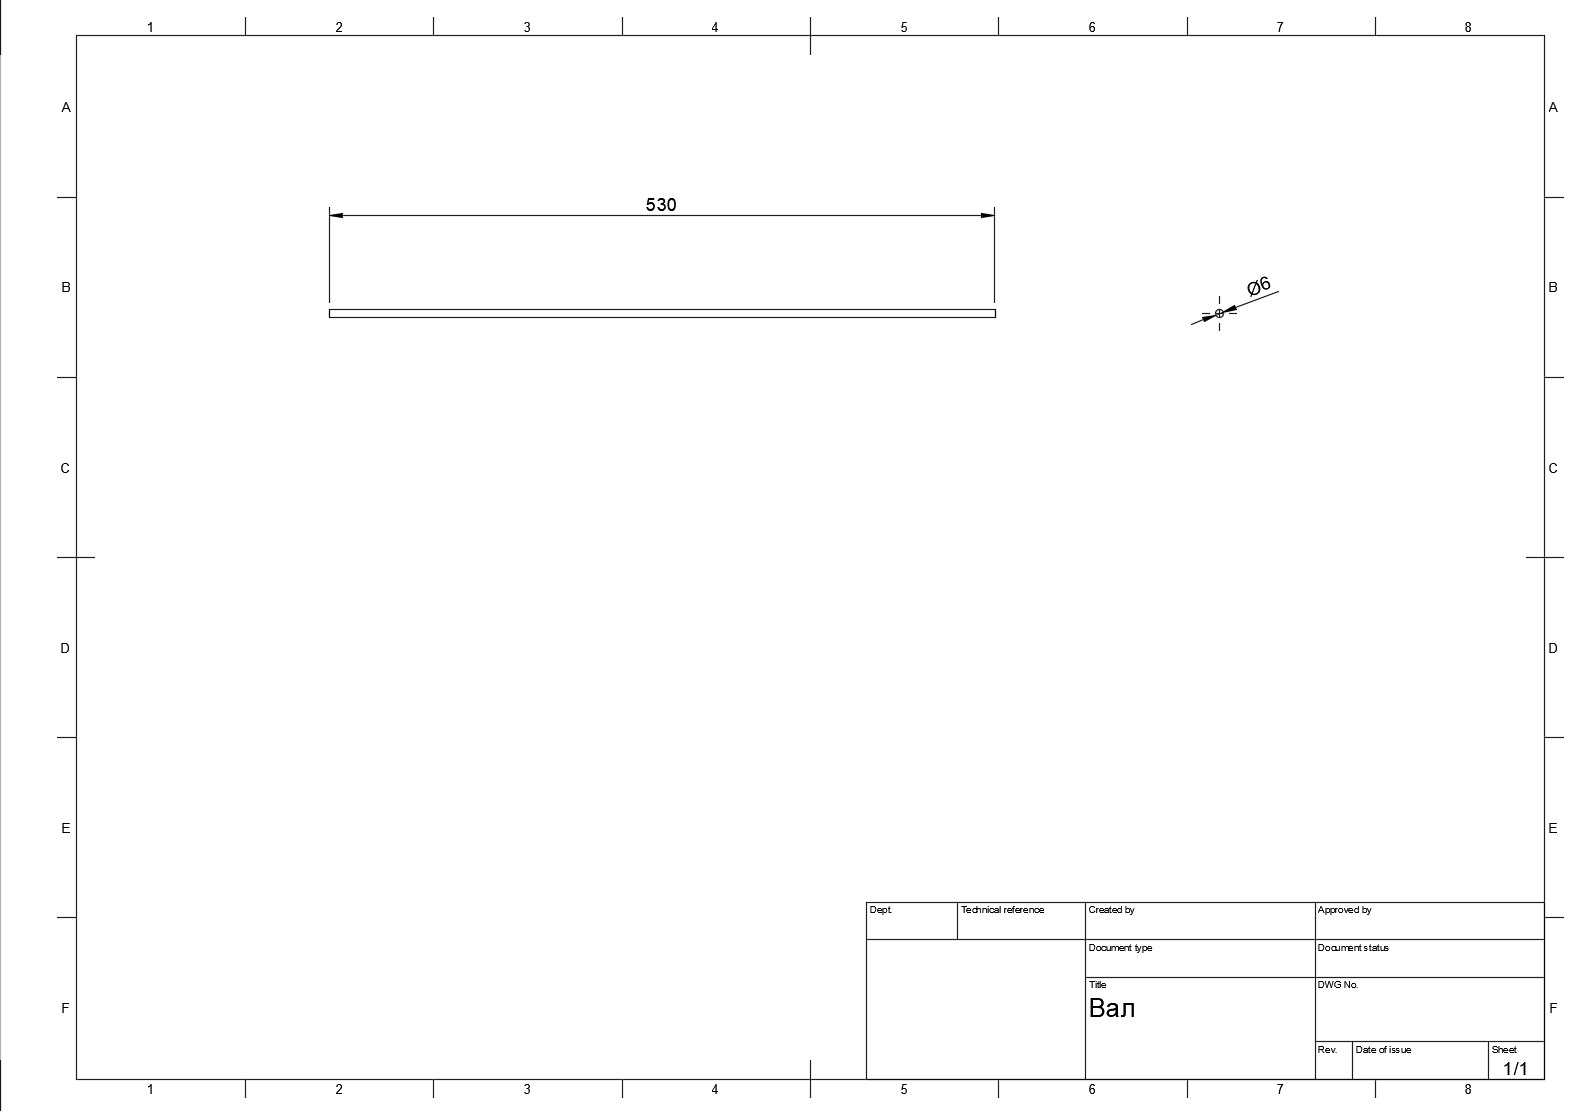 1 2 3 4 5 6 7 8
A A
530
B Ø6 B
C C
D D
E E
Dept. Technical reference Created by Approved by
Document type Document status
Title DWG No.
Вал
F F
Rev. Date of issue Sheet
1/1
1 2 3 4 5 6 7 8